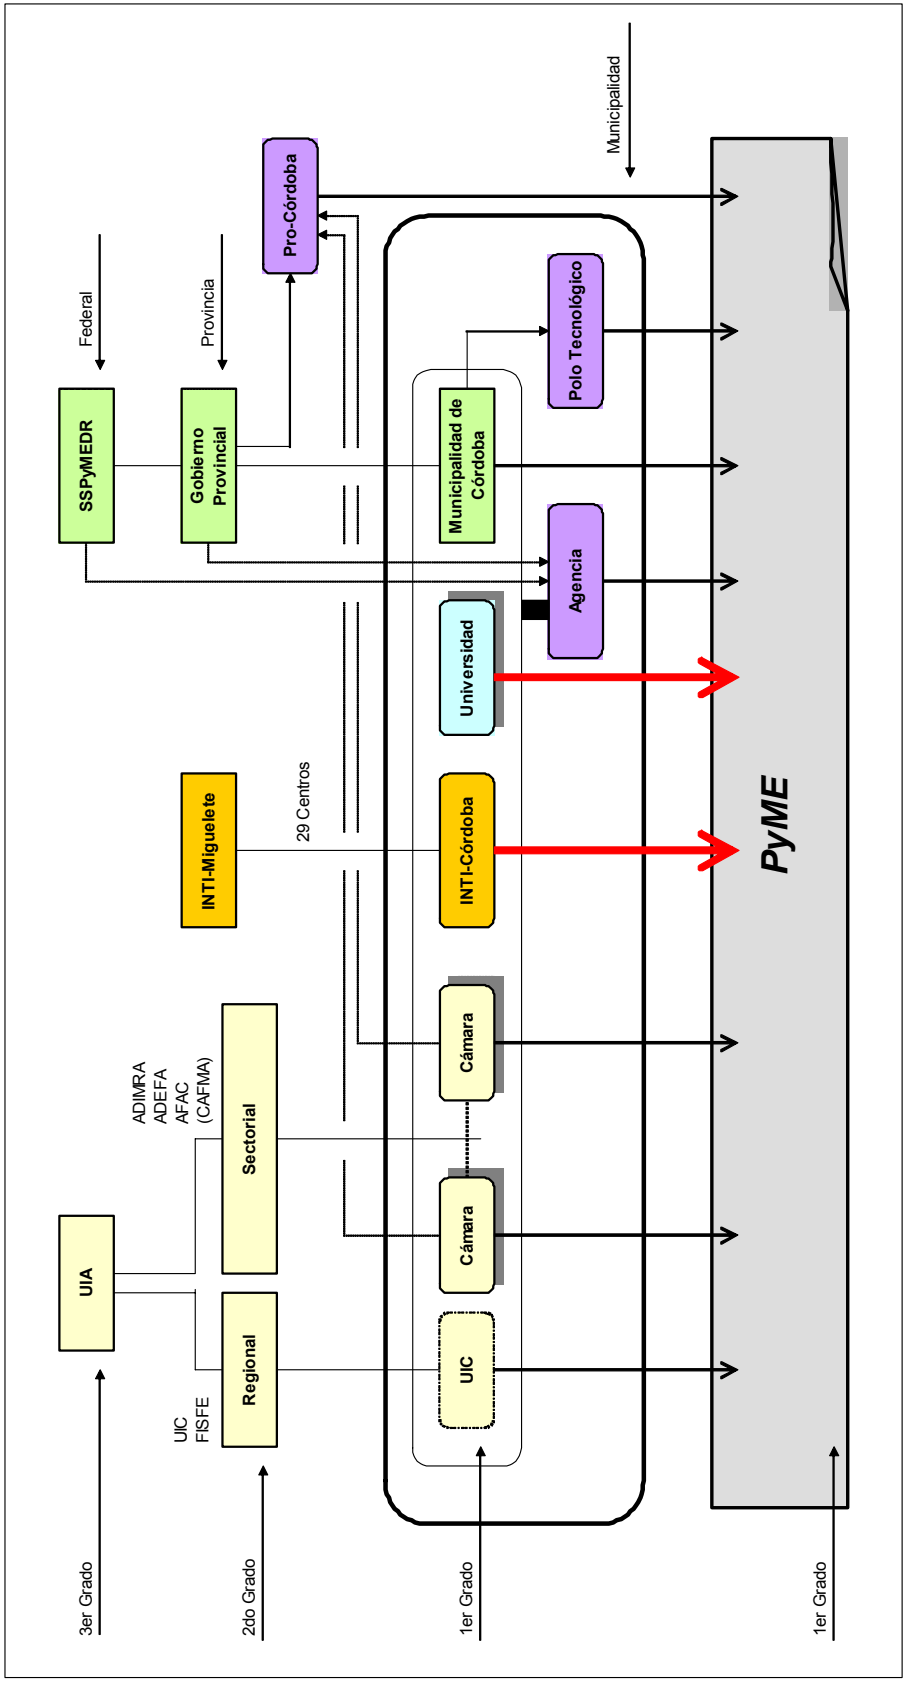 3er Grado
UIA
SSPyMEDR
Federal
2do Grado
UIC
FISFE
Regional
ADIMRA
ADEFA
AFAC
(CAFMA)
Sectorial
INTI-Miguelete
29 Centros
Gobierno
Provincial
Provincia
Pro-Córdoba
1er Grado
UIC
Cámara
Cámara
INTI-Córdoba
Universidad
Municipalidad de
Córdoba
Agencia
Polo Tecnológico
Municipalidad
1er Grado
PyME